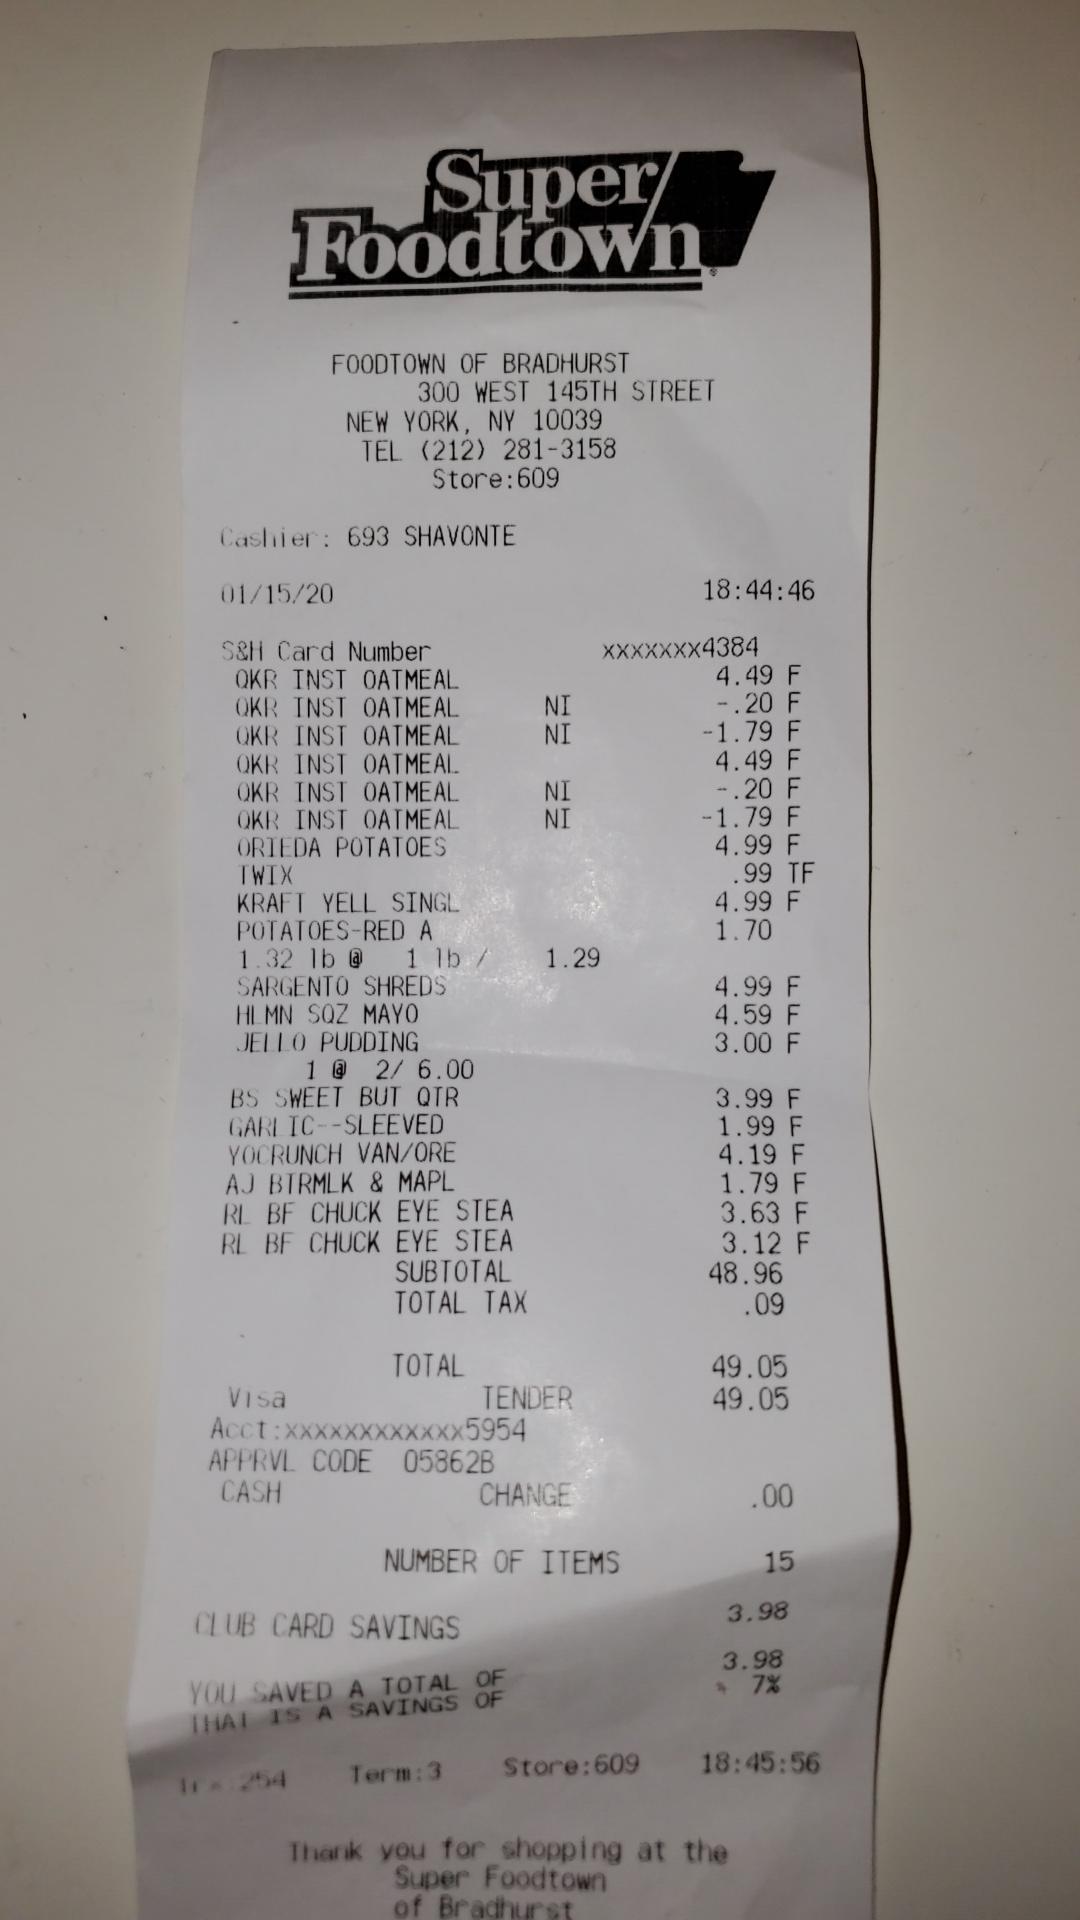 Super
Foodtown
FOODTOWN OF BRADHURST
300 WEST 145TH STREET
NEW YORK, NY 10039
TEL (212) 281-3158
Store:609
Cashier: 693 SHAVONTE
01/15/20 18:44:46
S&H Card Number xxxxxxx4384
QKR INST OATMEAL 4.49 F
QKR INST OATMEAL NI -.20 F
QKR INST OATMEAL NI -1.79 F
QKR INST OATMEAL 4.49 F
QKR INST OATMEAL NI -.20 F
QKR INST OATMEAL NI -1.79 F
ORIEDA POTATOES 4.99 F
TWIX .99 TF
KRAFT YELL SINGL 4.99 F
POTATOES-RED A 1.70
1.32 lb @ 1 lb / 1.29
SARGENTO SHREDS 4.99 F
HLMN SQZ MAYO 4.59 F
JELLO PUDDING 3.00 F
1 @ 2/ 6.00
BS SWEET BUT QTR 3.99 F
GARLIC--SLEEVED 1.99 F
YOCRUNCH VAN/ORE 4.19 F
AJ BTRMLK & MAPL 1.79 F
RL BF CHUCK EYE STEA 3.63 F
RL BF CHUCK EYE STEA 3.12 F
SUBTOTAL 48.96
TOTAL TAX .09
TOTAL 49.05
Visa TENDER 49.05
Acct:xxxxxxxxxxxx5954
APPRVL CODE 05862B
CASH CHANGE .00
NUMBER OF ITEMS 15
CLUB CARD SAVINGS 3.98
YOU SAVED A TOTAL OF 3.98
THAT IS A SAVINGS OF 7%
Trx:254 Term:3 Store:609 18:45:56
Thank you for shopping at the
Super Foodtown
of Bradhurst